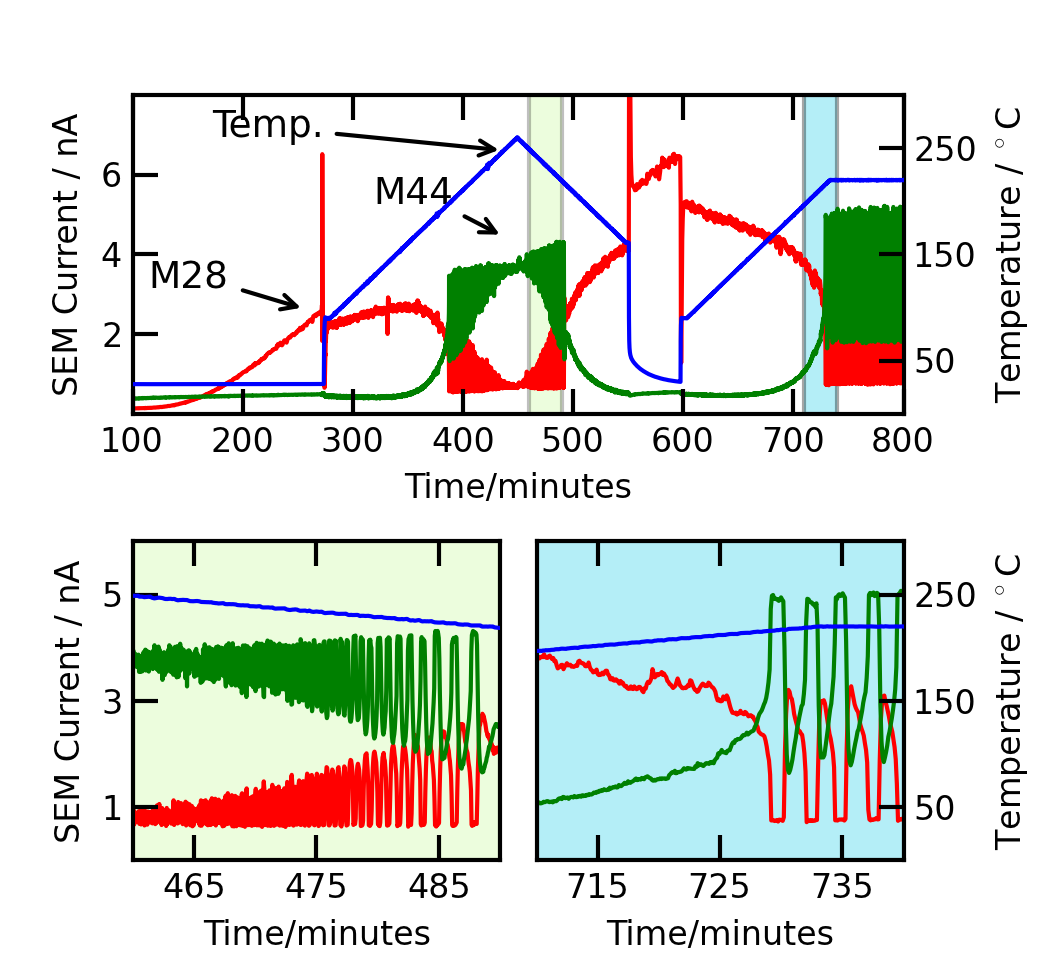 Temp.
M44
M28
SEM Current / nA
6
4
2
250
150
50
Temperature / °C
100 200 300 400 500 600 700 800
Time/minutes
SEM Current / nA
5
3
1
465 475 485
Time/minutes
715 725 735
Time/minutes
250
150
50
Temperature / °C